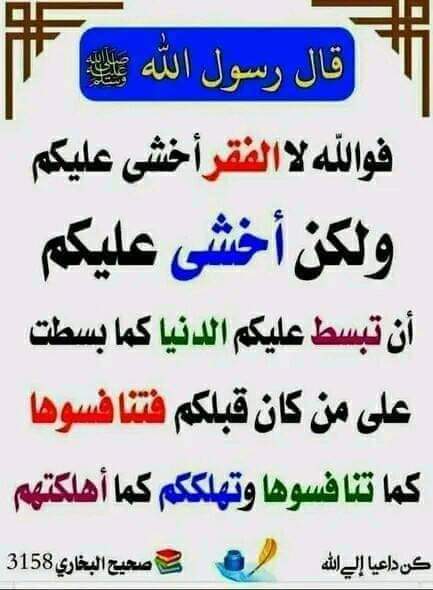 قال رسول الله ﷺ
فوالله لا الفقر أخشى عليكم
ولكن أخشى عليكم
أن تبسط عليكم الدنيا كما بسطت
على من كان قبلكم فتنافسوها
كما تنافسوها وتهلككم كما أهلكتهم
كن داعيا إلي الله صحيح البخاري 3158